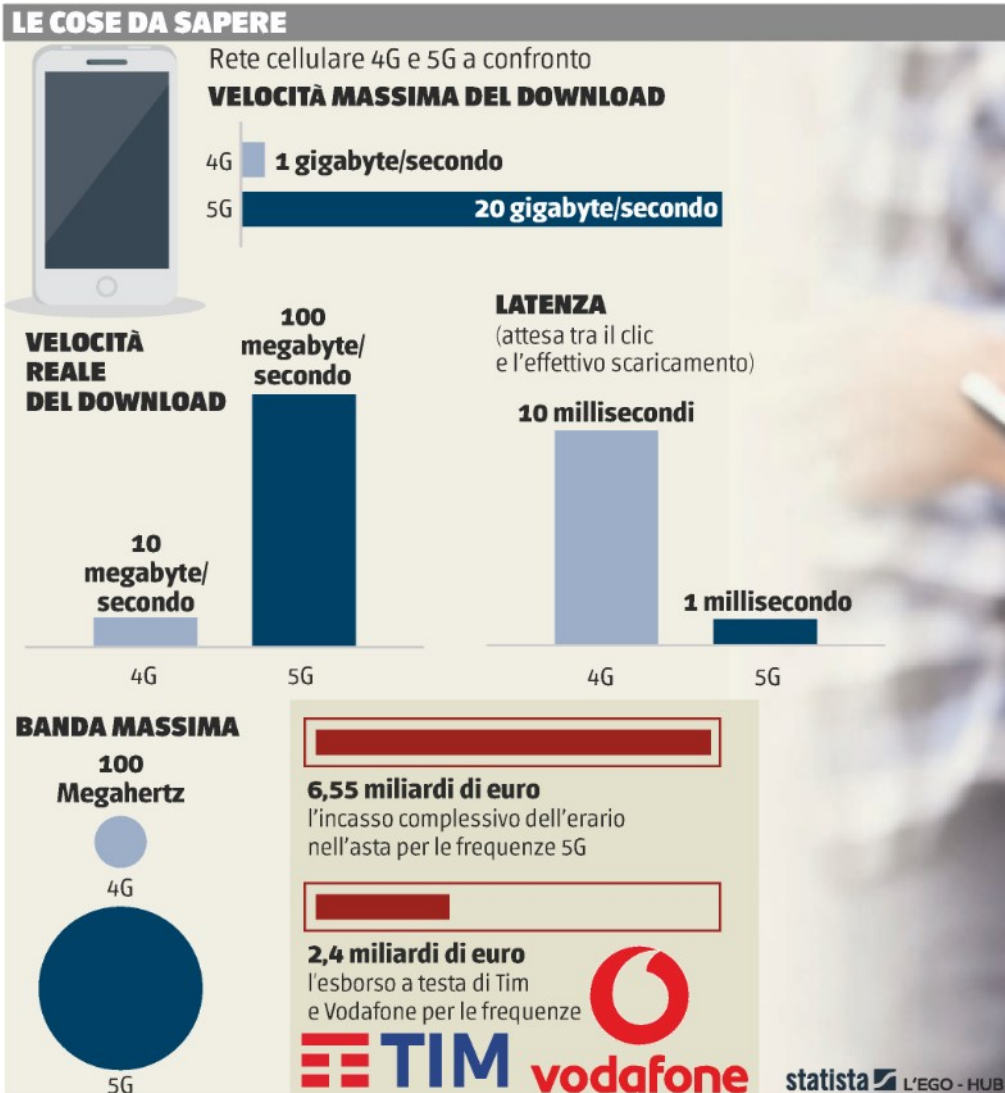 LE COSE DA SAPERE
Rete cellulare 4G e 5G a confronto
VELOCITÀ MASSIMA DEL DOWNLOAD
4G
1 gigabyte/secondo
5G
20 gigabyte/secondo
VELOCITÀ
REALE
DEL DOWNLOAD
10
megabyte/
secondo
4G
100
megabyte/
secondo
5G
LATENZA
(attesa tra il clic
e l'effettivo scaricamento)
10 millisecondi
4G
1 millisecondo
5G
BANDA MASSIMA
100
Megahertz
4G
5G
6,55 miliardi di euro
l'incasso complessivo dell'erario
nell'asta per le frequenze 5G
2,4 miliardi di euro
l'esborso a testa di Tim
e Vodafone per le frequenze
TIM
vodafone
statista L'EGO - HUB